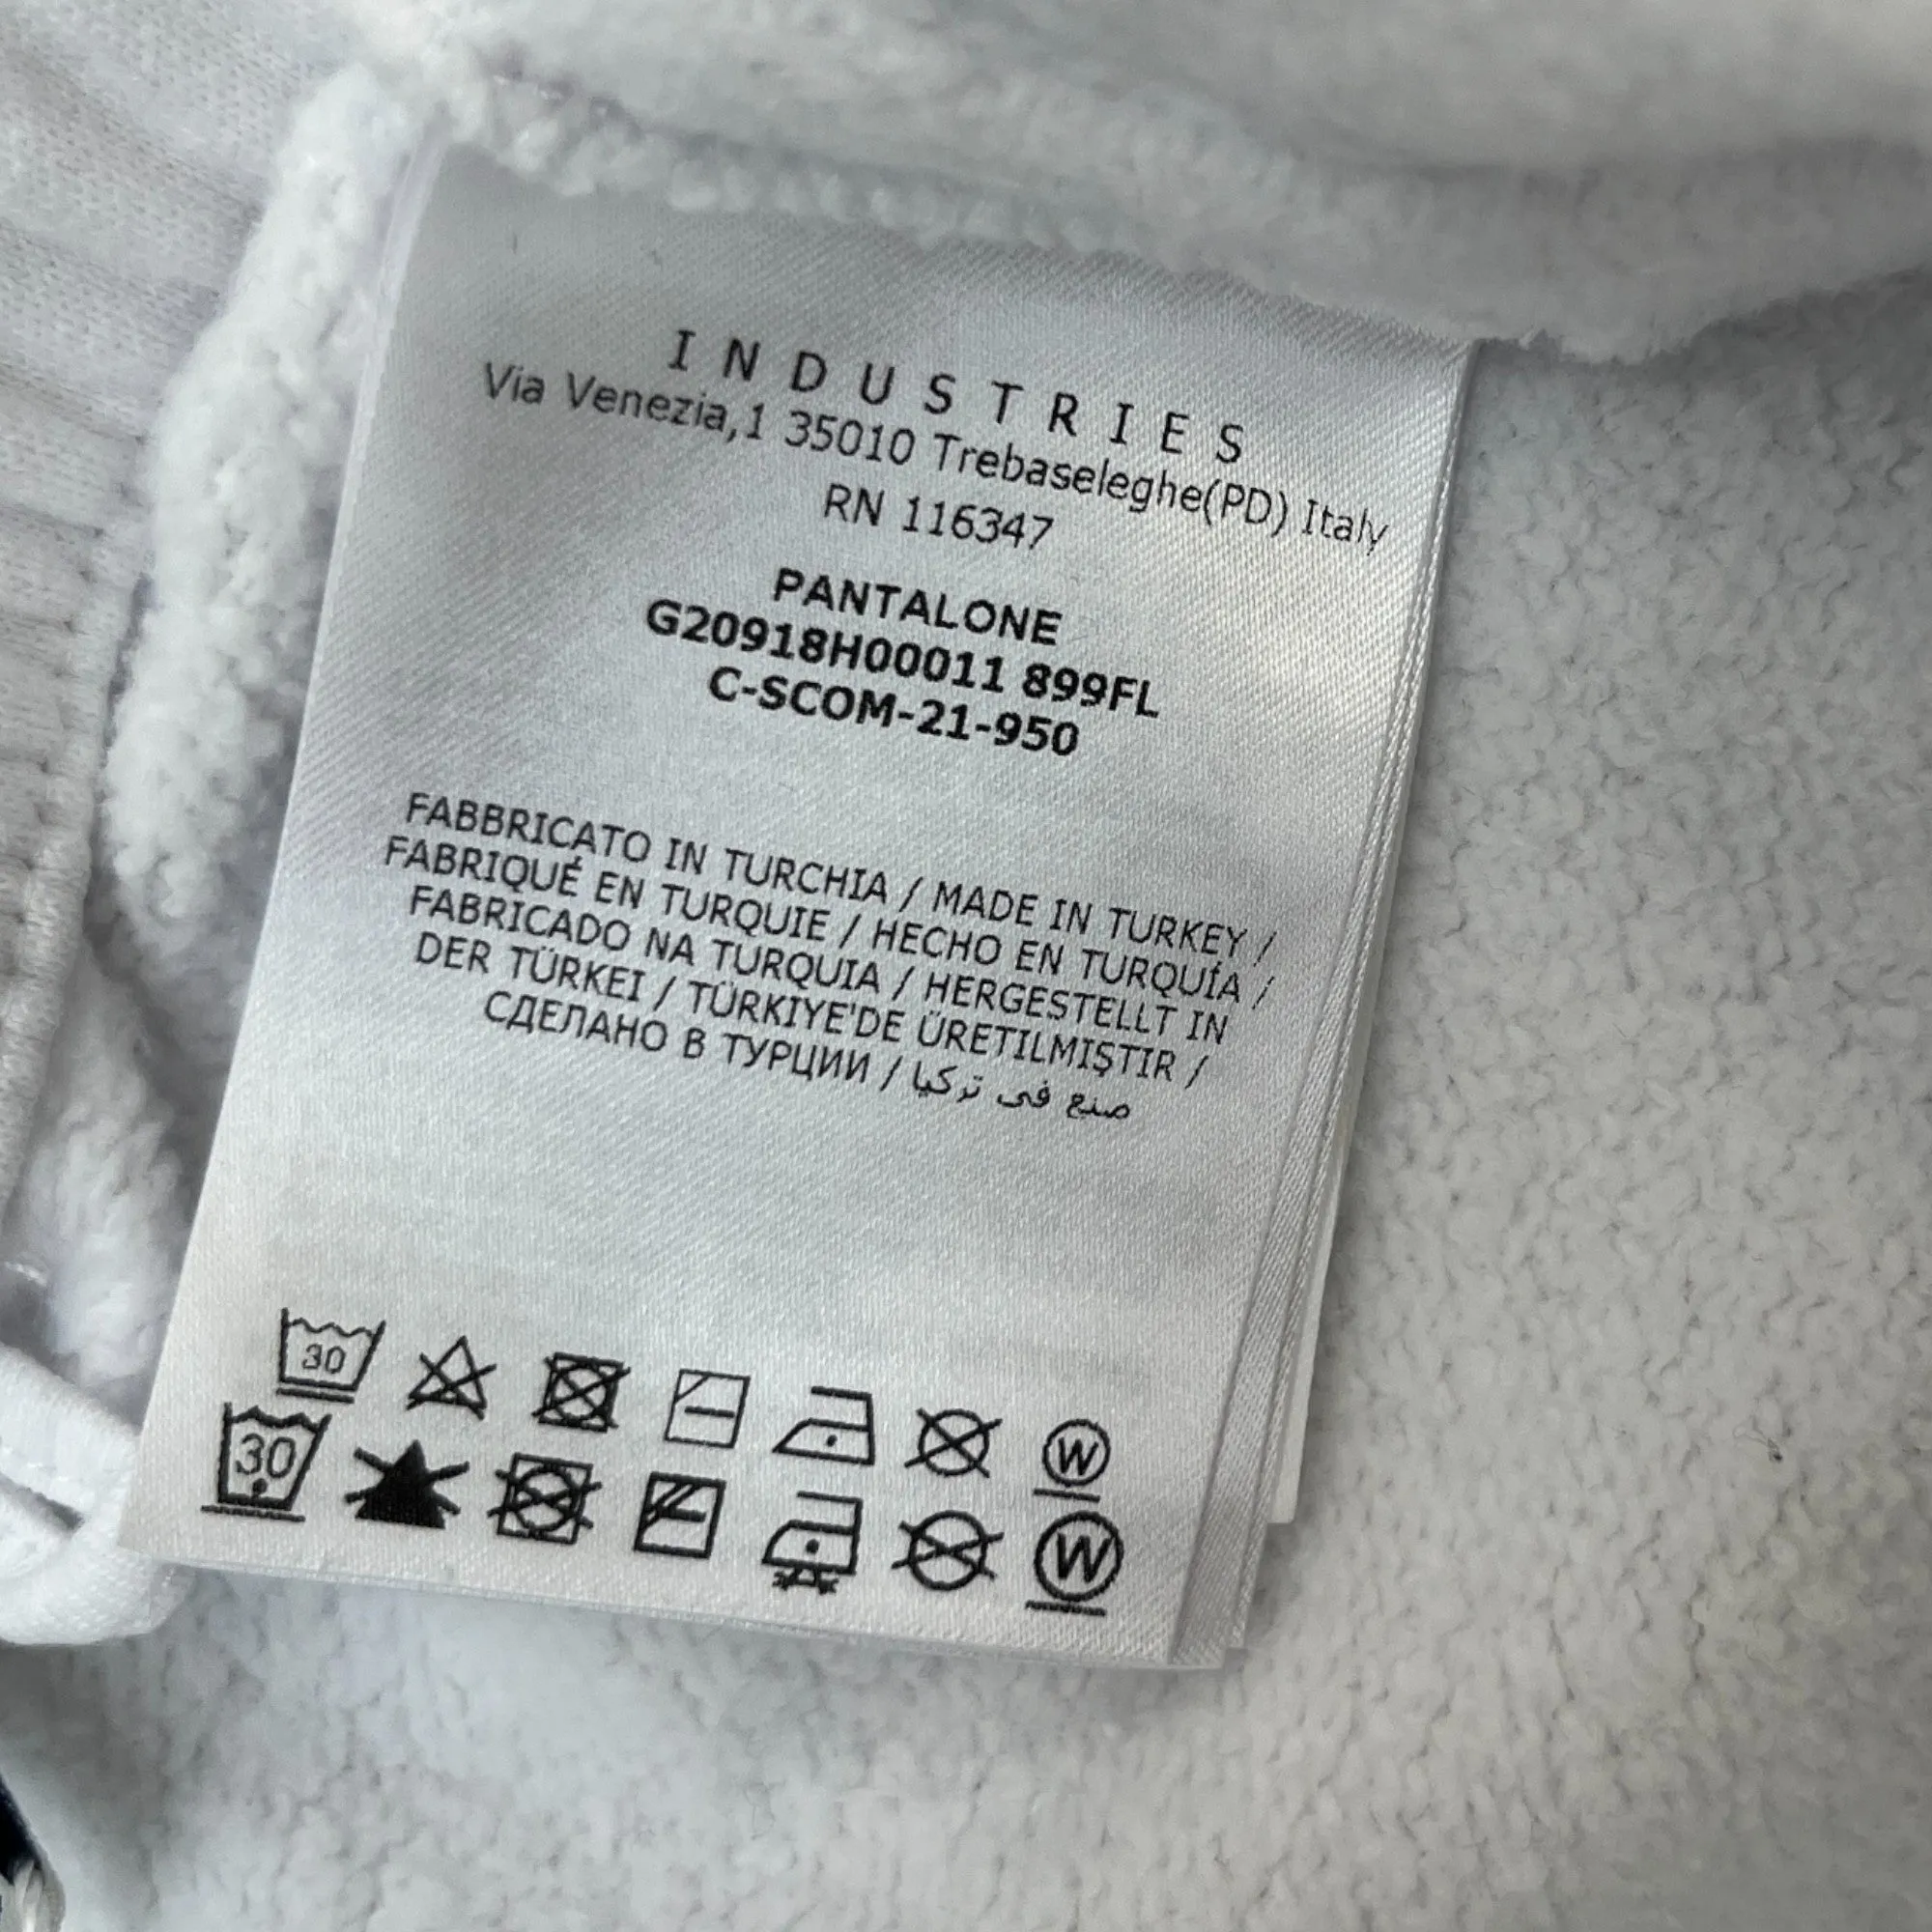 INDUSTRIES
Via Venezia,1 35010 Trebaseleghe(PD) Italy
RN 116347
PANTALONE
G20918H00011 899FL
C-SCOM-21-950
FABBRICATO IN TURCHIA / MADE IN TURKEY /
FABRIQUÉ EN TURQUIE / HECHO EN TURQUÍA /
FABRICADO NA TURQUIA / HERGESTELLT IN
DER TÜRKEI / TÜRKIYE'DE ÜRETILMIŞTIR /
СДЕЛАНО В ТУРЦИИ / صنع في تركيا
30 W
30 W